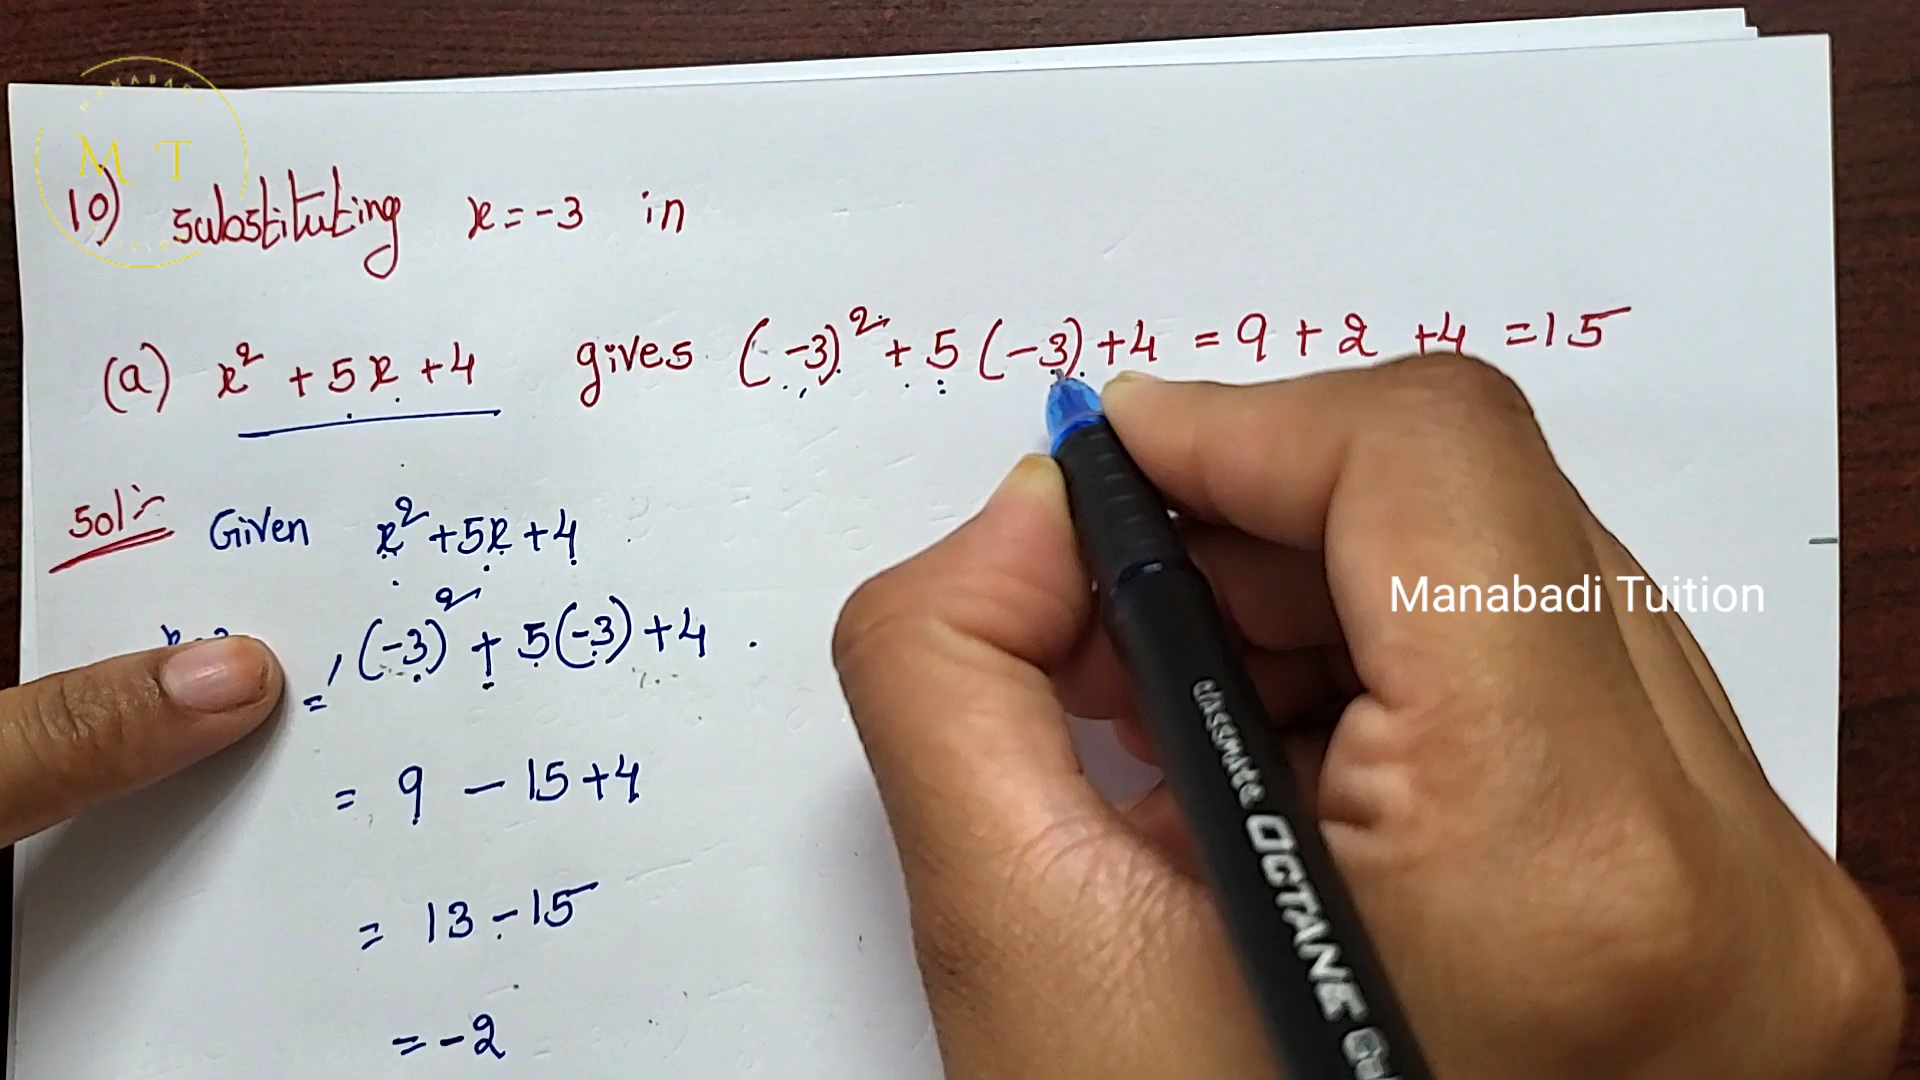 M T
10) Substituting x = -3 in
(a) x² + 5x + 4 gives (-3)² + 5 (-3) + 4 = 9 + 2 + 4 = 15
Sol:- Given x² + 5x + 4
= (-3)² + 5(-3) + 4
= 9 - 15 + 4
= 13 - 15
= -2
Manabadi Tuition
classmate OCTANE